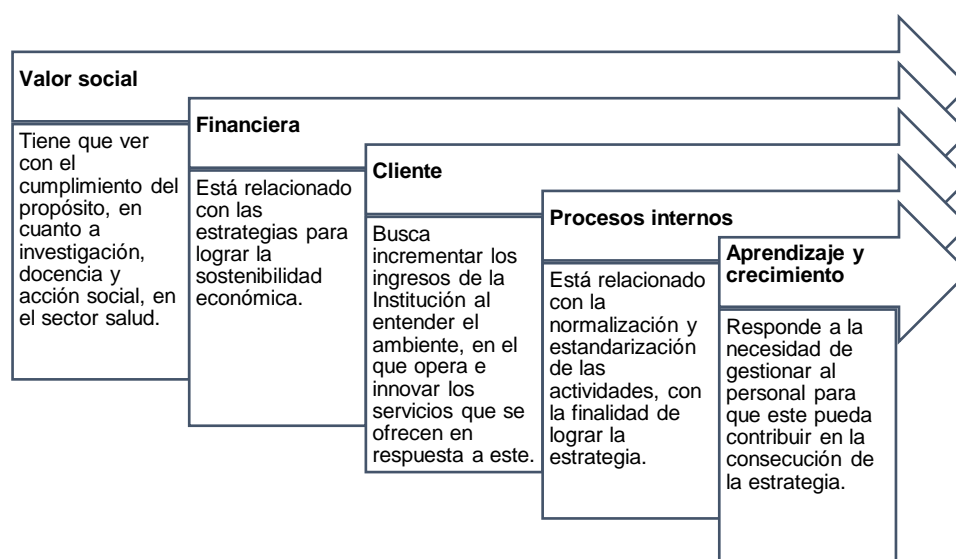 Valor social
Tiene que ver
con el
cumplimiento del
propósito, en
cuanto a
investigación,
docencia y
acción social, en
el sector salud.
Financiera
Está relacionado
con las
estrategias para
lograr la
sostenibilidad
económica.
Cliente
Busca
incrementar los
ingresos de la
Institución al
entender el
ambiente, en el
que opera e
innovar los
servicios que se
ofrecen en
respuesta a este.
Procesos internos
Está relacionado
con la
normalización y
estandarización
de las
actividades, con
la finalidad de
lograr la
estrategia.
Aprendizaje y
crecimiento
Responde a la
necesidad de
gestionar al
personal para
que este pueda
contribuir en la
consecución de
la estrategia.